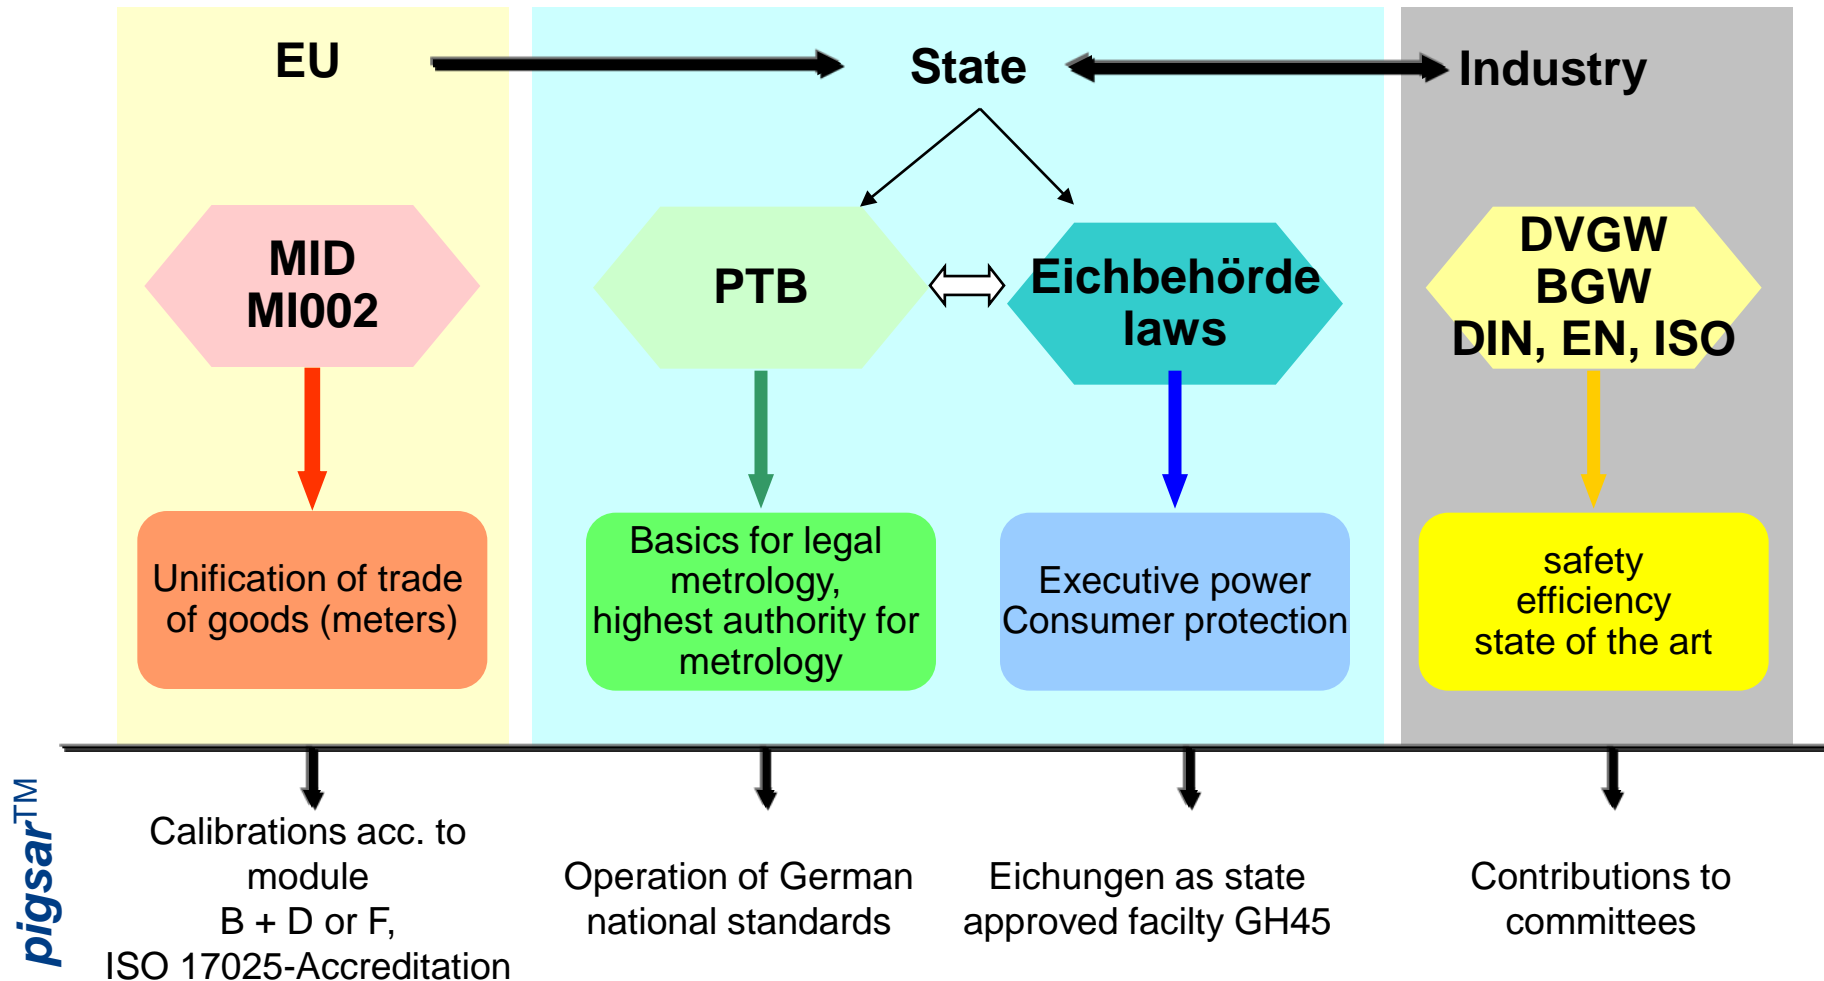 EU
State
Industry
MID
MI002
PTB
Eichbehörde
laws
DVGW
BGW
DIN, EN, ISO
Unification of trade
of goods (meters)
Basics for legal
metrology,
highest authority for
metrology
Executive power
Consumer protection
safety
efficiency
state of the art
pigsar™
Calibrations acc. to
module
B + D or F,
ISO 17025-Accreditation
Operation of German
national standards
Eichungen as state
approved facilty GH45
Contributions to
committees